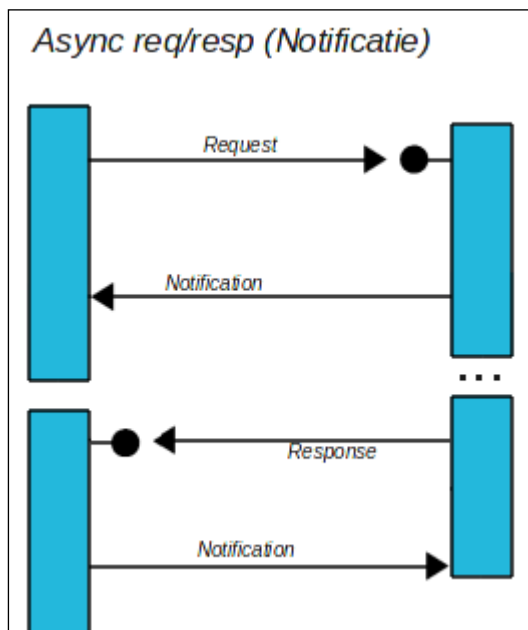 Async req/resp (Notificatie)
Request
Notification
...
Response
Notification